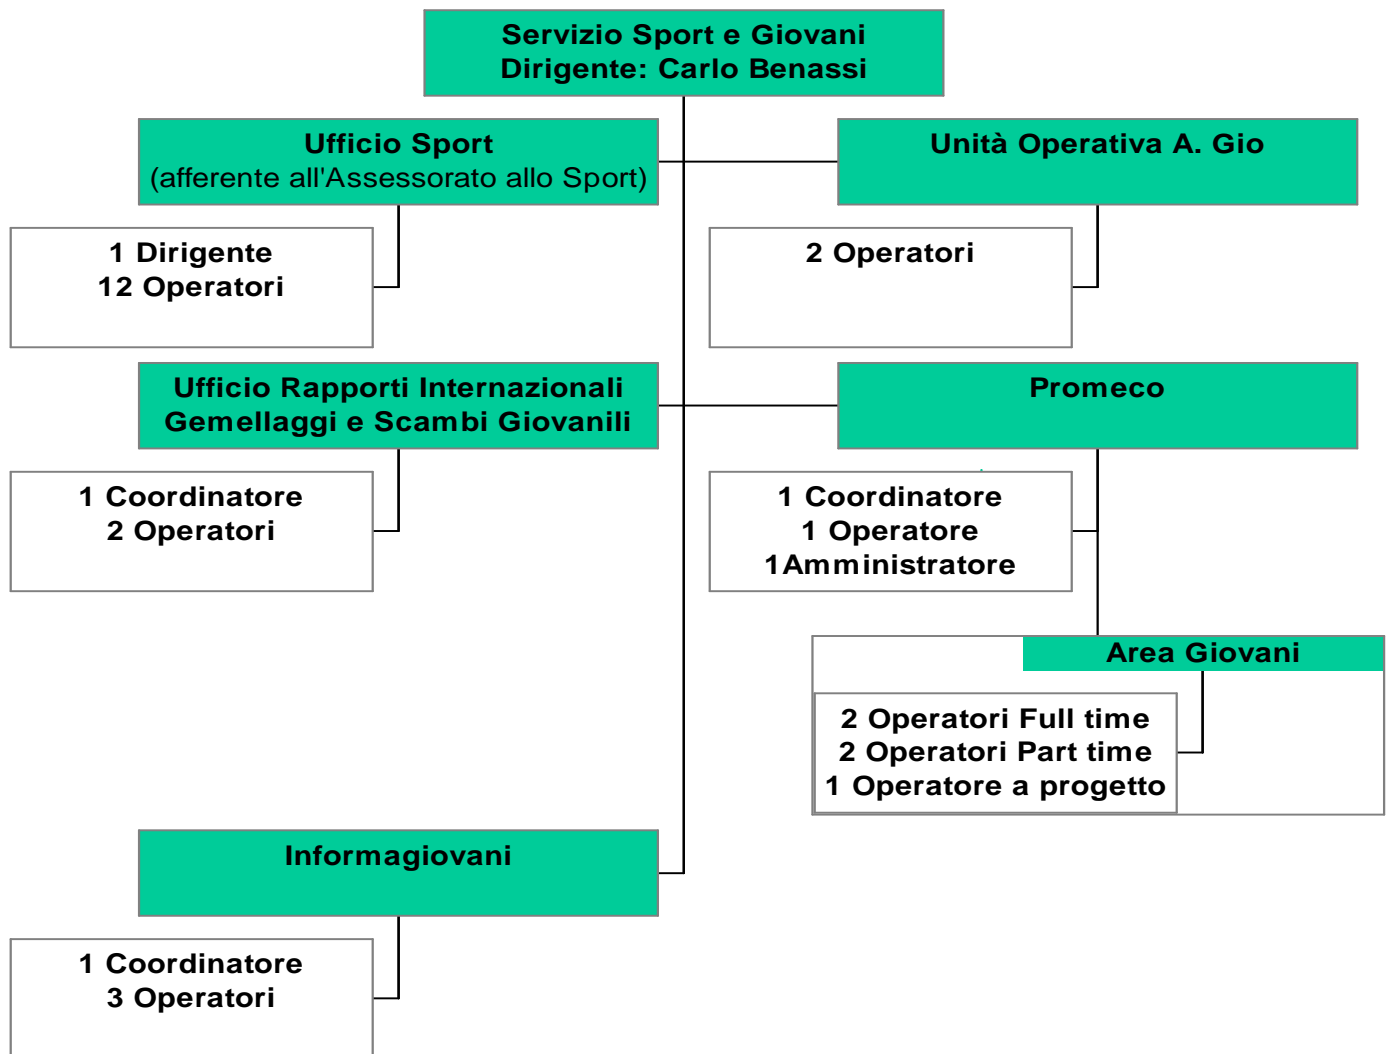 Servizio Sport e Giovani
Dirigente: Carlo Benassi
Ufficio Sport
(afferente all'Assessorato allo Sport)
Unità Operativa A. Gio
1 Dirigente
12 Operatori
2 Operatori
Ufficio Rapporti Internazionali
Gemellaggi e Scambi Giovanili
Promeco
1 Coordinatore
2 Operatori
1 Coordinatore
1 Operatore
1Amministratore
Area Giovani
2 Operatori Full time
2 Operatori Part time
1 Operatore a progetto
Informagiovani
1 Coordinatore
3 Operatori